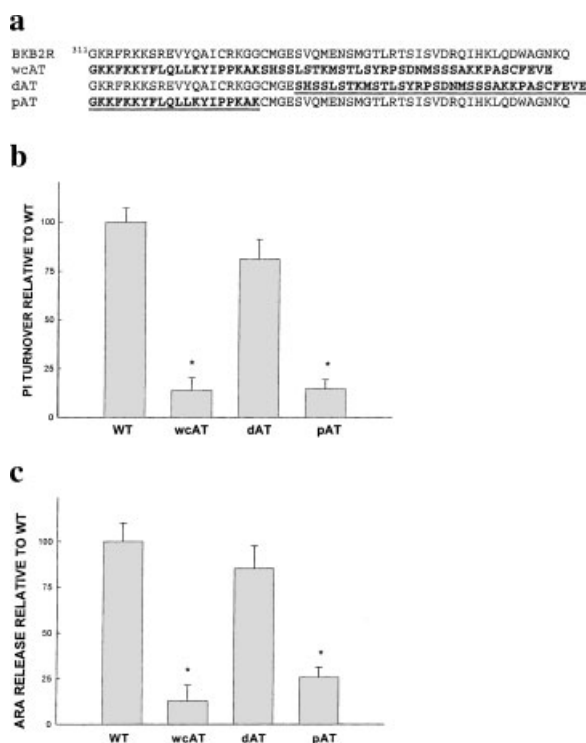 a
BKB2R 311GKRFRKKSREVYQAICRKGGCMGESVQMENSMGTLRTSISVDRQIHKLQDWAGNKQ
wcAT GKKFKKYFLQLLKYIPPKAKSHSSLSTKMSTLSYRPSDNMSSSAKKPASCFEVE
dAT GKRFRKKSREVYQAICRKGGCMGESHSSLSTKMSTLSYRPSDNMSSSAKKPASCFEVE
pAT GKKFKKYFLQLLKYIPPKAKCMGESVQMENSMGTLRTSISVDRQIHKLQDWAGNKQ
b
PI TURNOVER RELATIVE TO WT
100
75
50
25
0
* *
WT wcAT dAT pAT
c
ARA RELEASE RELATIVE TO WT
100
75
50
25
0
* *
WT wcAT dAT pAT